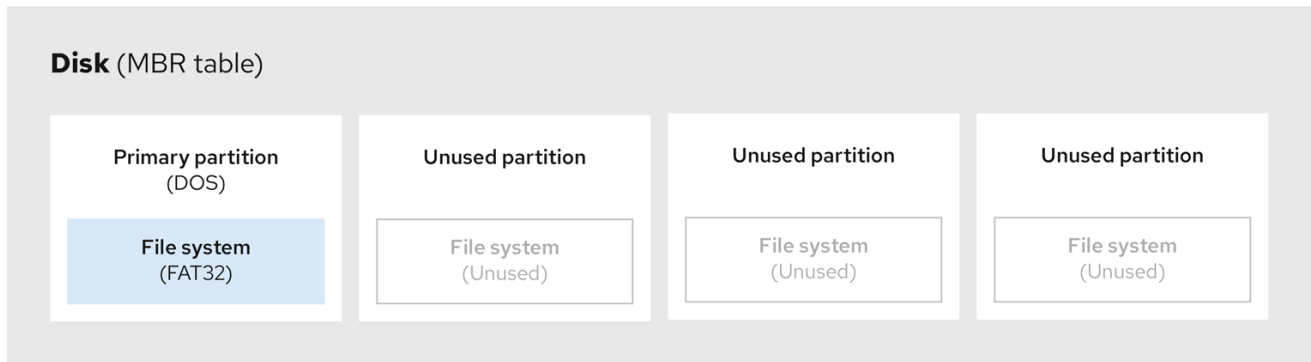 Disk (MBR table)
Primary partition
(DOS)
File system
(FAT32)
Unused partition
File system
(Unused)
Unused partition
File system
(Unused)
Unused partition
File system
(Unused)